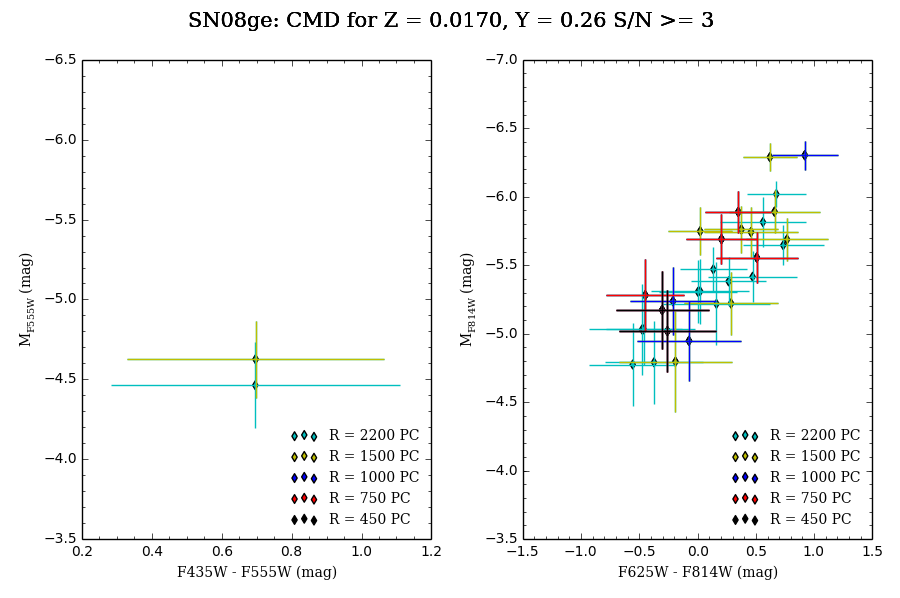 SN08ge: CMD for Z = 0.0170, Y = 0.26 S/N >= 3
−6.5
−6.0
−5.5
−5.0
−4.5
−4.0
−3.5
M_F555W (mag)
0.2
0.4
0.6
0.8
1.0
1.2
F435W - F555W (mag)
R = 2200 PC
R = 1500 PC
R = 1000 PC
R = 750 PC
R = 450 PC
−7.0
−6.5
−6.0
−5.5
−5.0
−4.5
−4.0
−3.5
M_F814W (mag)
−1.5
−1.0
−0.5
0.0
0.5
1.0
1.5
F625W - F814W (mag)
R = 2200 PC
R = 1500 PC
R = 1000 PC
R = 750 PC
R = 450 PC